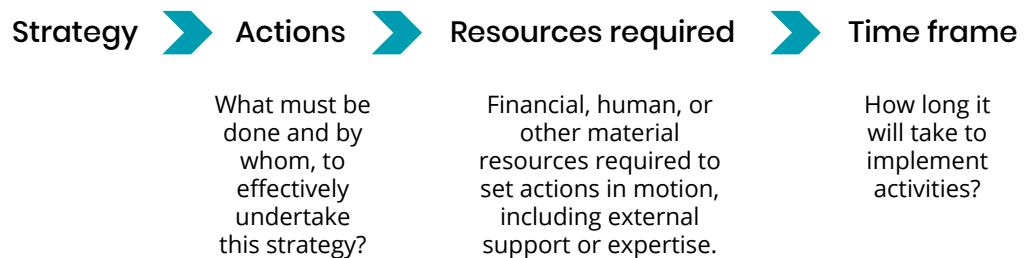 Strategy
Actions
Resources required
Time frame
What must be
done and by
whom, to
effectively
undertake
this strategy?
Financial, human, or
other material
resources required to
set actions in motion,
including external
support or expertise.
How long it
will take to
implement
activities?